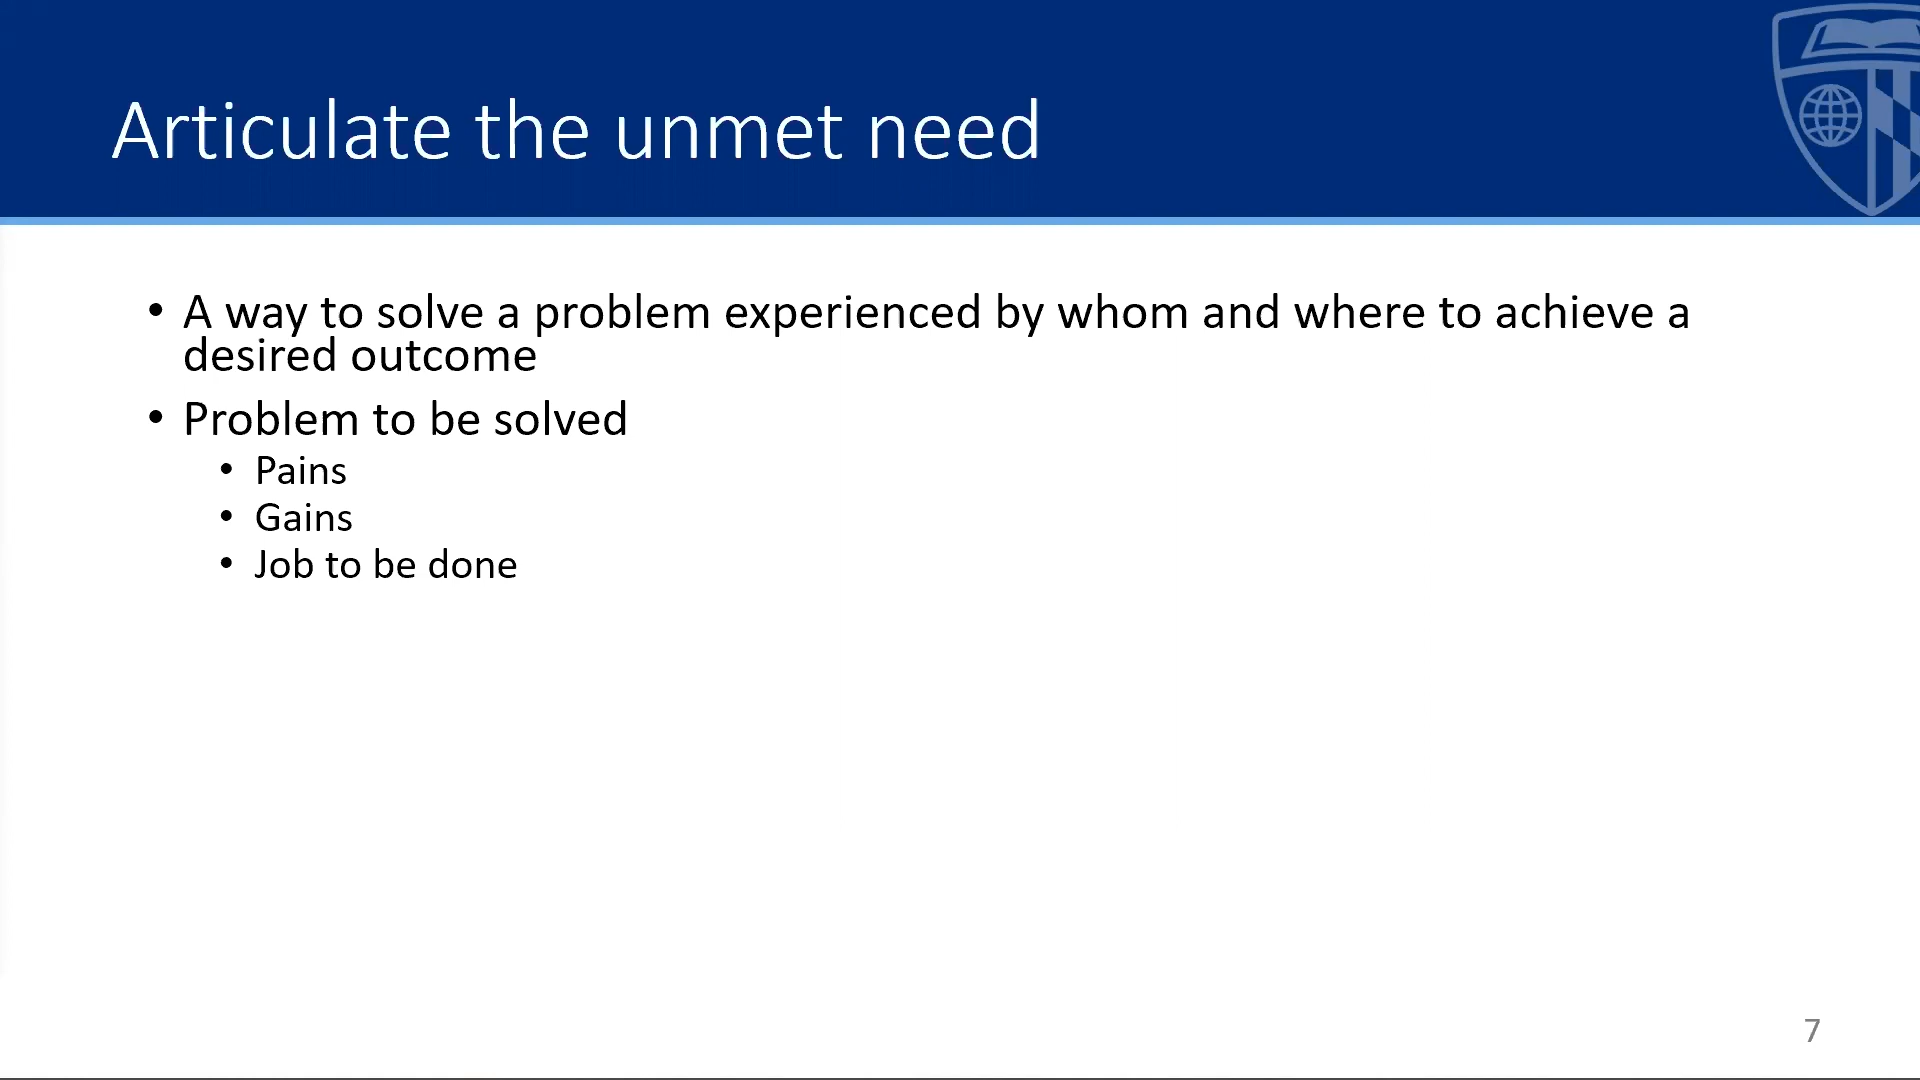 Articulate the unmet need
• A way to solve a problem experienced by whom and where to achieve a
desired outcome
• Problem to be solved
• Pains
• Gains
• Job to be done
7